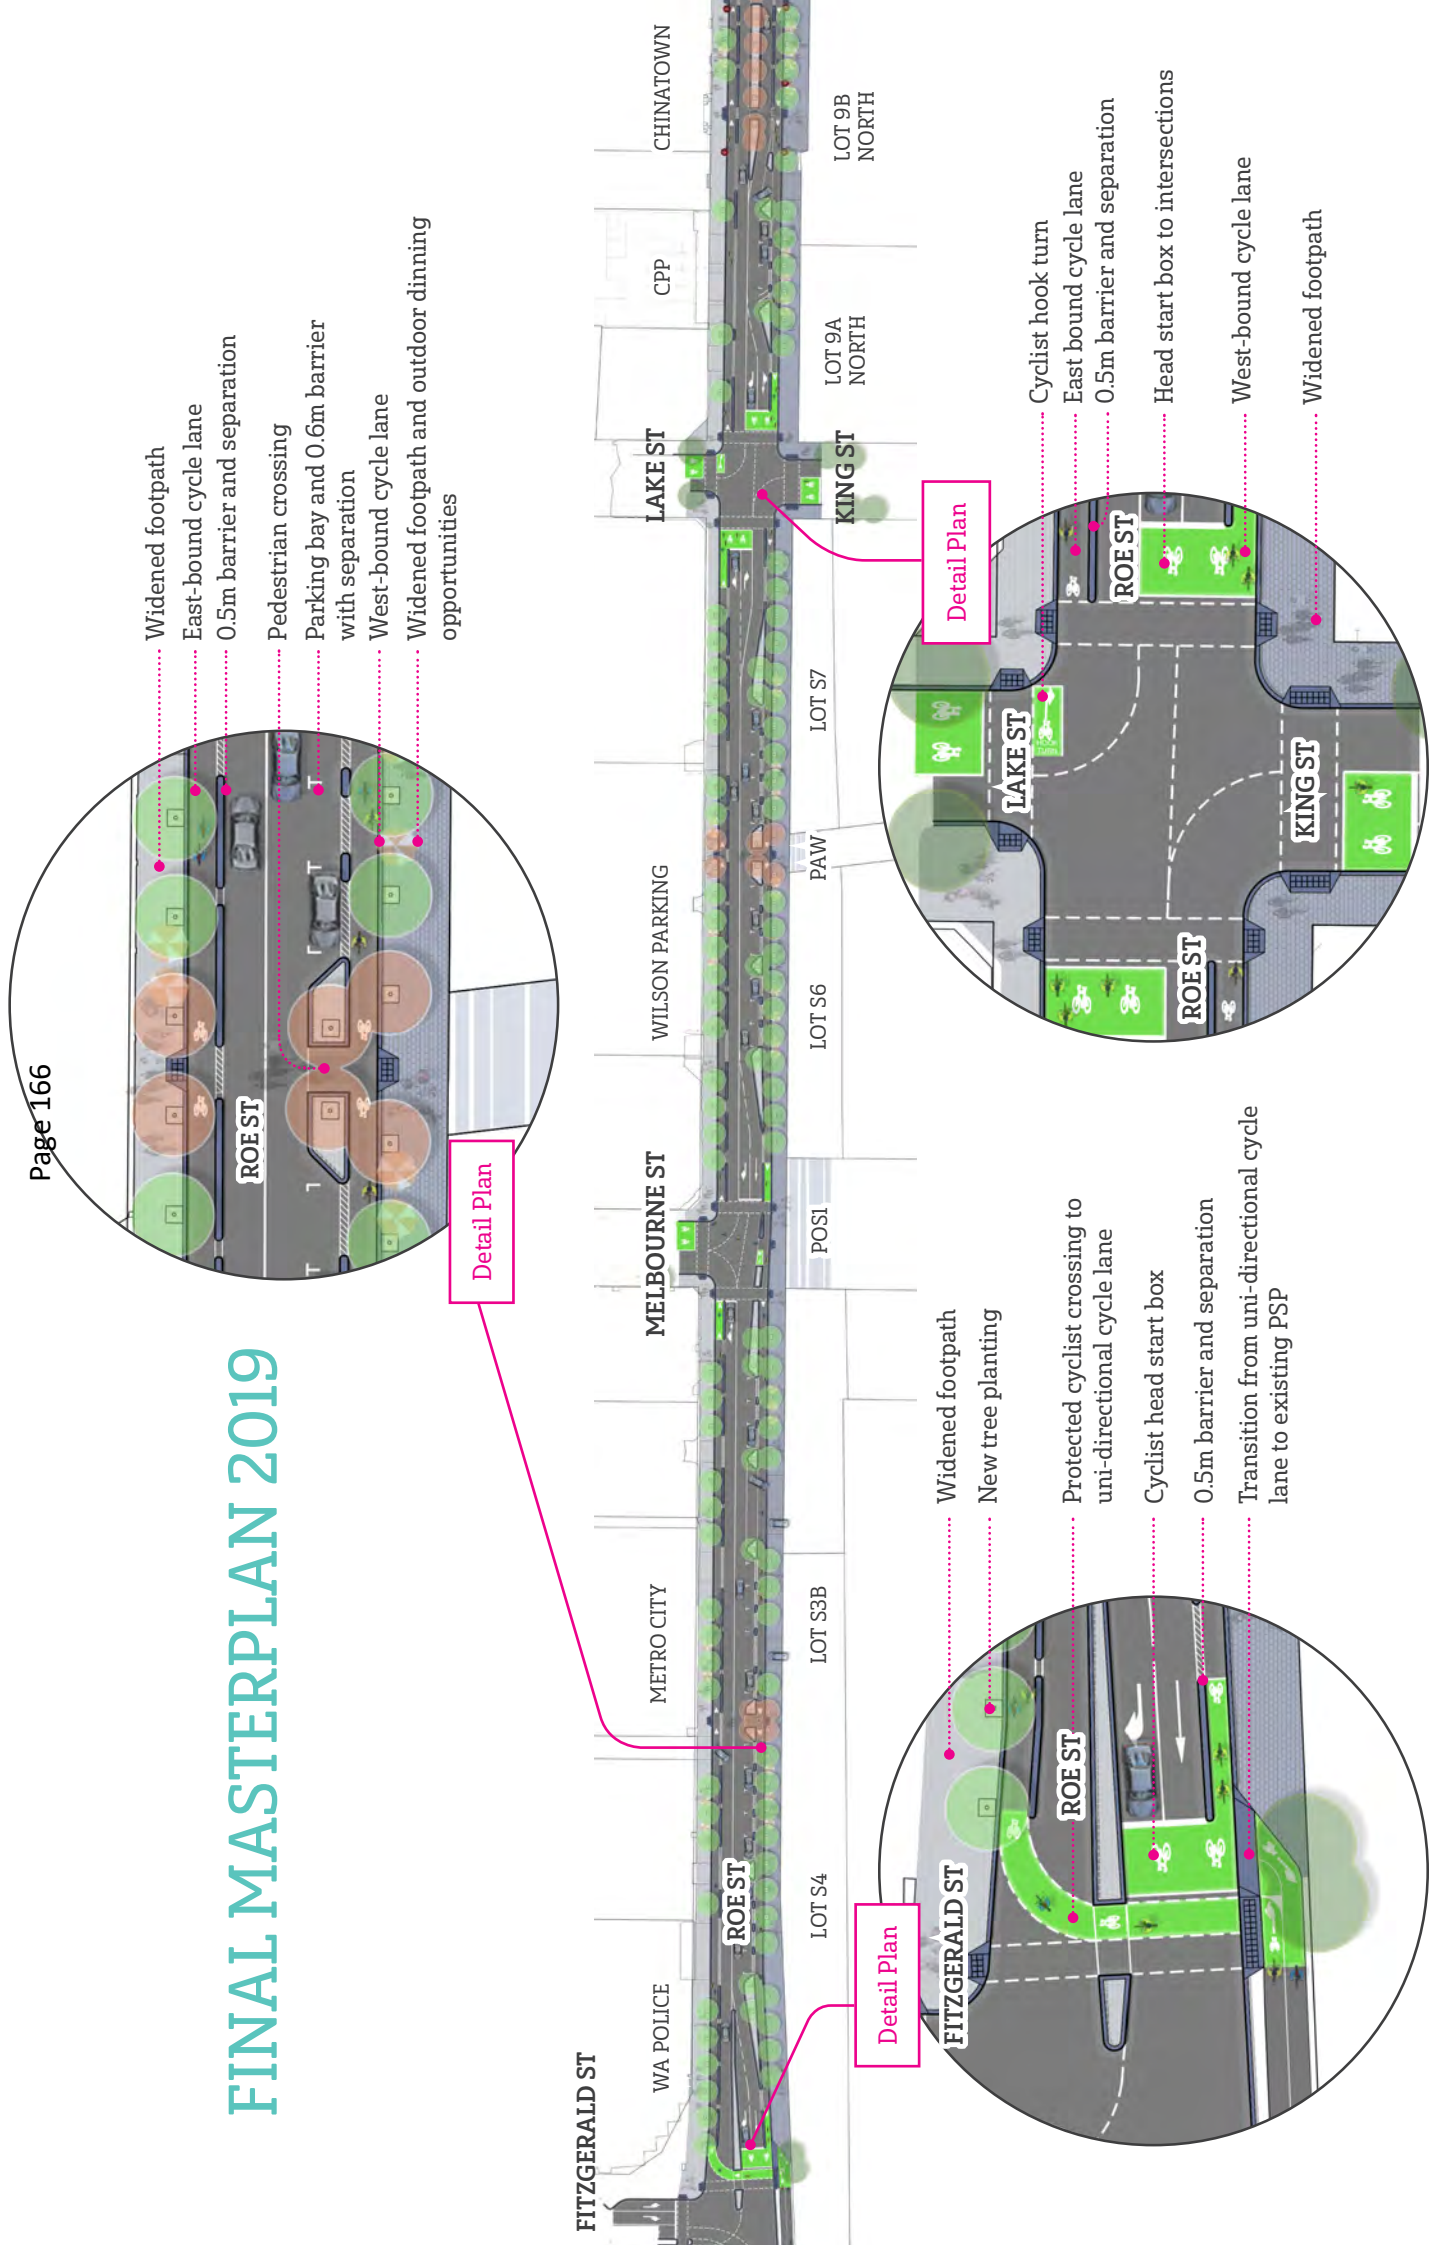 Page 166
FINAL MASTERPLAN 2019
Widened footpath
East-bound cycle lane
0.5m barrier and separation
Pedestrian crossing
Parking bay and 0.6m barrier
with separation
West-bound cycle lane
Widened footpath and outdoor dinning
opportunities
ROE ST
Detail Plan
FITZGERALD ST
WA POLICE
METRO CITY
MELBOURNE ST
WILSON PARKING
LAKE ST
CPP
CHINATOWN
ROE ST
LOT S4
LOT S3B
POS1
LOT S6
PAW
LOT S7
KING ST
LOT 9A
NORTH
LOT 9B
NORTH
Detail Plan
FITZGERALD ST
ROE ST
Widened footpath
New tree planting
Protected cyclist crossing to
uni-directional cycle lane
Cyclist head start box
0.5m barrier and separation
Transition from uni-directional cycle
lane to existing PSP
Detail Plan
LAKE ST
HOOK
TURN
ROE ST
ROE ST
KING ST
Cyclist hook turn
East bound cycle lane
0.5m barrier and separation
Head start box to intersections
West-bound cycle lane
Widened footpath